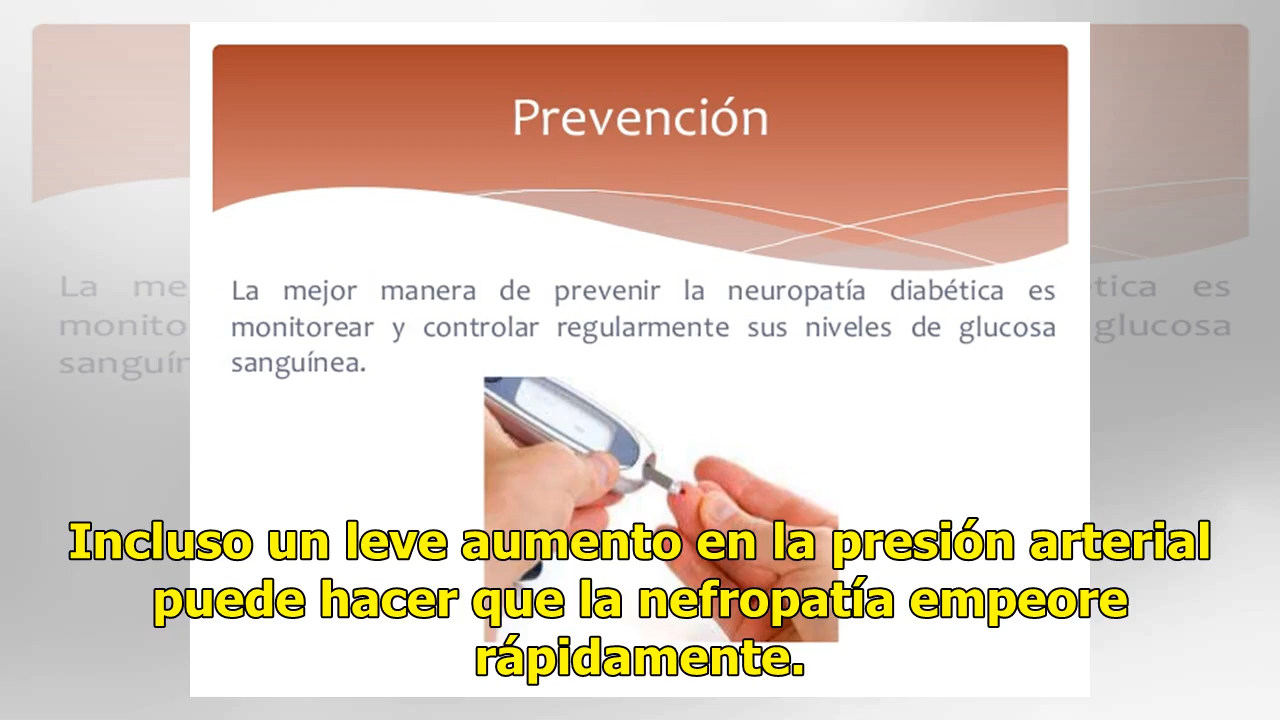 Prevención
La mejor manera de prevenir la neuropatía diabética es
monitorear y controlar regularmente sus niveles de glucosa
sanguínea.
Incluso un leve aumento en la presión arterial
puede hacer que la nefropatía empeore
rápidamente.